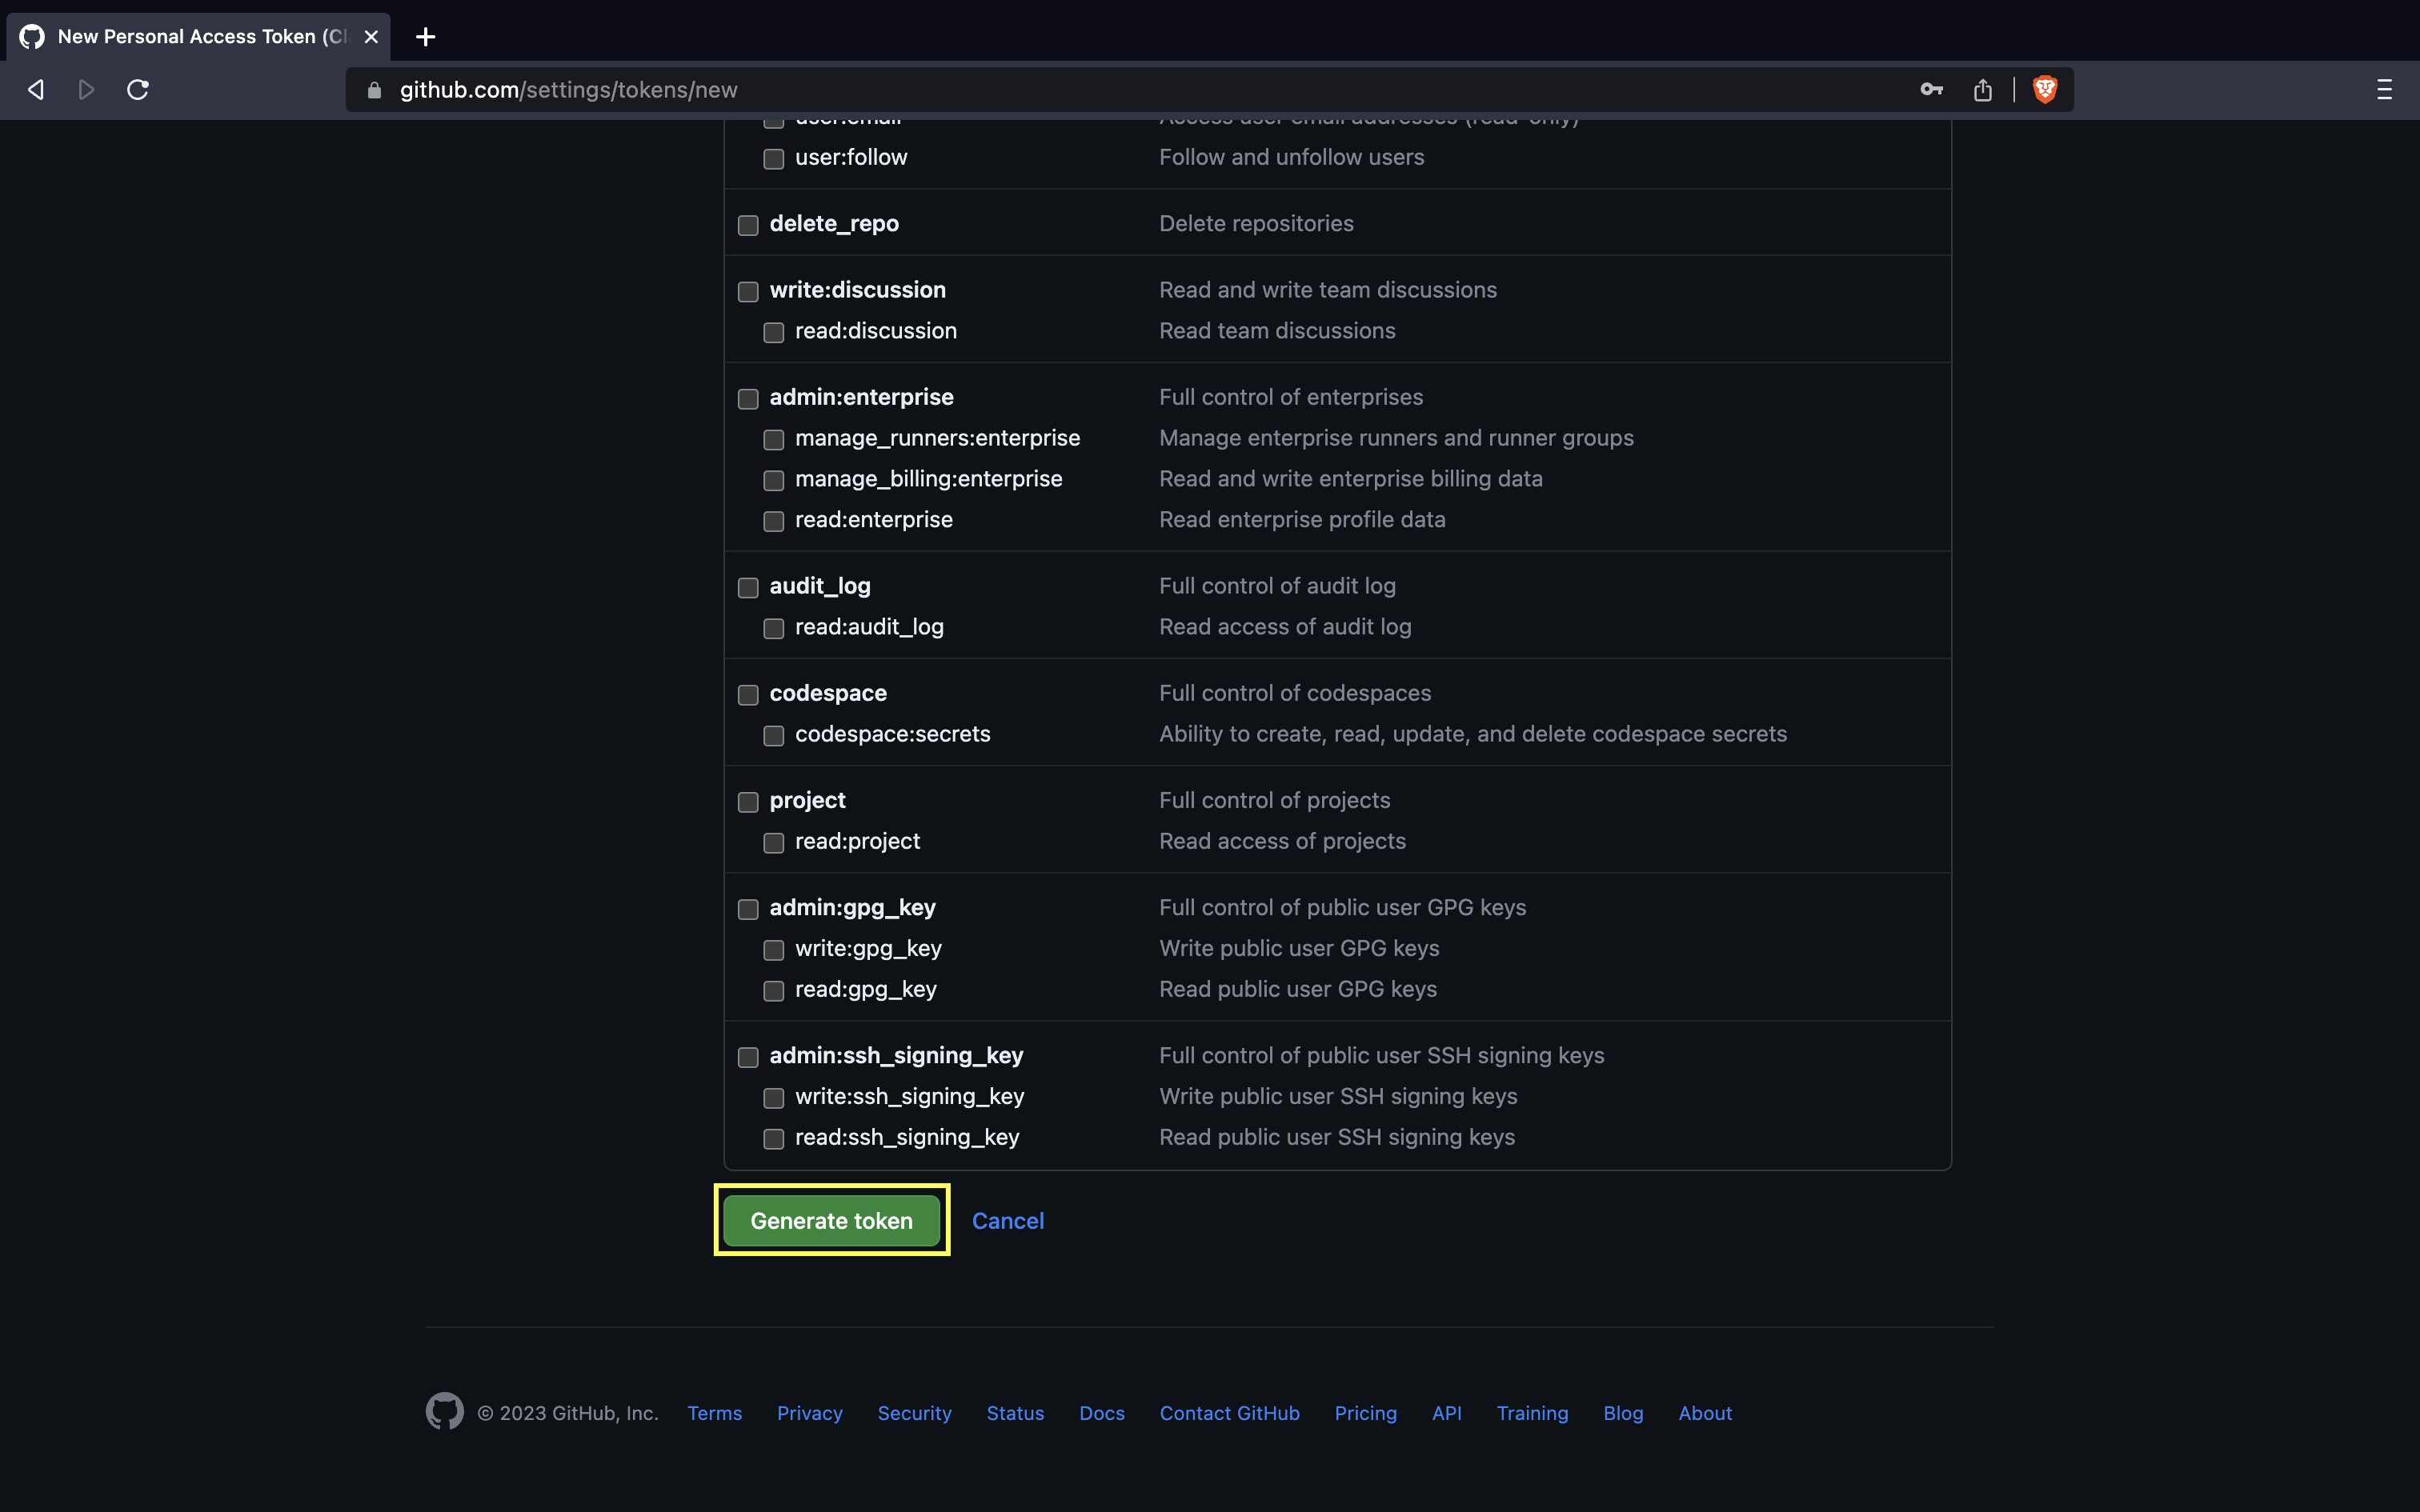 New Personal Access Token (Cl
github.com/settings/tokens/new
user:email Access user email addresses (read-only)
user:follow Follow and unfollow users
delete_repo Delete repositories
write:discussion Read and write team discussions
read:discussion Read team discussions
admin:enterprise Full control of enterprises
manage_runners:enterprise Manage enterprise runners and runner groups
manage_billing:enterprise Read and write enterprise billing data
read:enterprise Read enterprise profile data
audit_log Full control of audit log
read:audit_log Read access of audit log
codespace Full control of codespaces
codespace:secrets Ability to create, read, update, and delete codespace secrets
project Full control of projects
read:project Read access of projects
admin:gpg_key Full control of public user GPG keys
write:gpg_key Write public user GPG keys
read:gpg_key Read public user GPG keys
admin:ssh_signing_key Full control of public user SSH signing keys
write:ssh_signing_key Write public user SSH signing keys
read:ssh_signing_key Read public user SSH signing keys
Generate token Cancel
© 2023 GitHub, Inc. Terms Privacy Security Status Docs Contact GitHub Pricing API Training Blog About